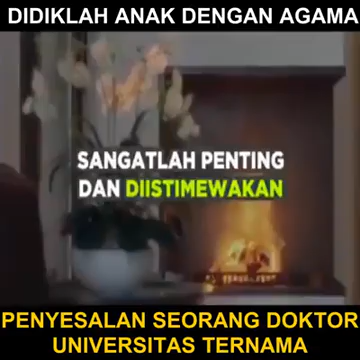 DIDIKLAH ANAK DENGAN AGAMA
SANGATLAH PENTING
DAN DIISTIMEWAKAN
PENYESALAN SEORANG DOKTOR
UNIVERSITAS TERNAMA